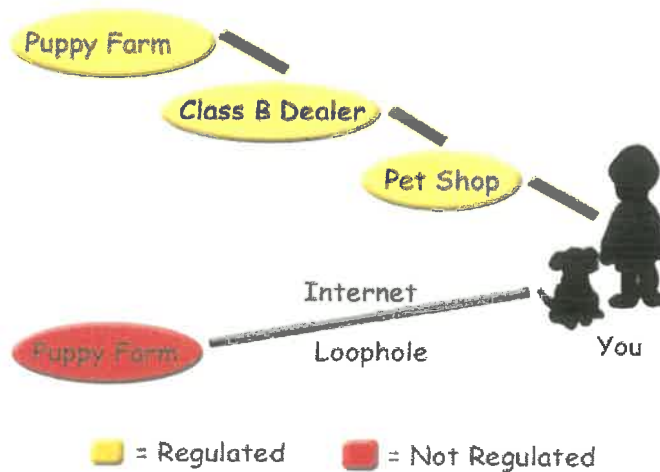 Puppy Farm
Class B Dealer
Pet Shop
Internet
Loophole
Puppy Farm
You
= Regulated
= Not Regulated